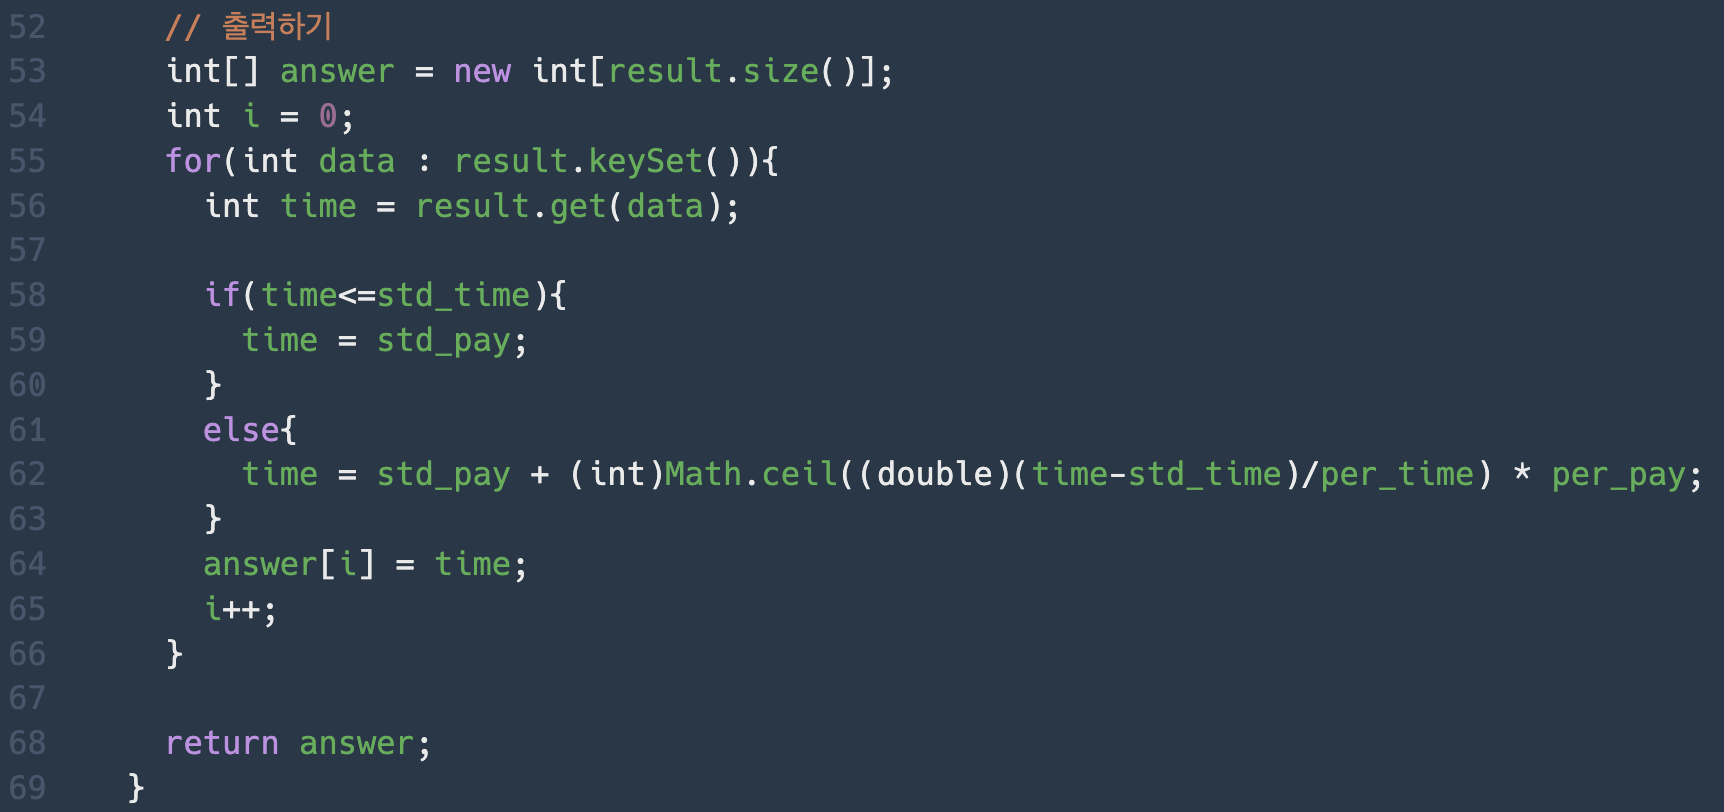 52 // 출력하기
53 int[] answer = new int[result.size()];
54 int i = 0;
55 for(int data : result.keySet()){
56 int time = result.get(data);
57
58 if(time<=std_time){
59 time = std_pay;
60 }
61 else{
62 time = std_pay + (int)Math.ceil((double)(time-std_time)/per_time) * per_pay;
63 }
64 answer[i] = time;
65 i++;
66 }
67
68 return answer;
69 }